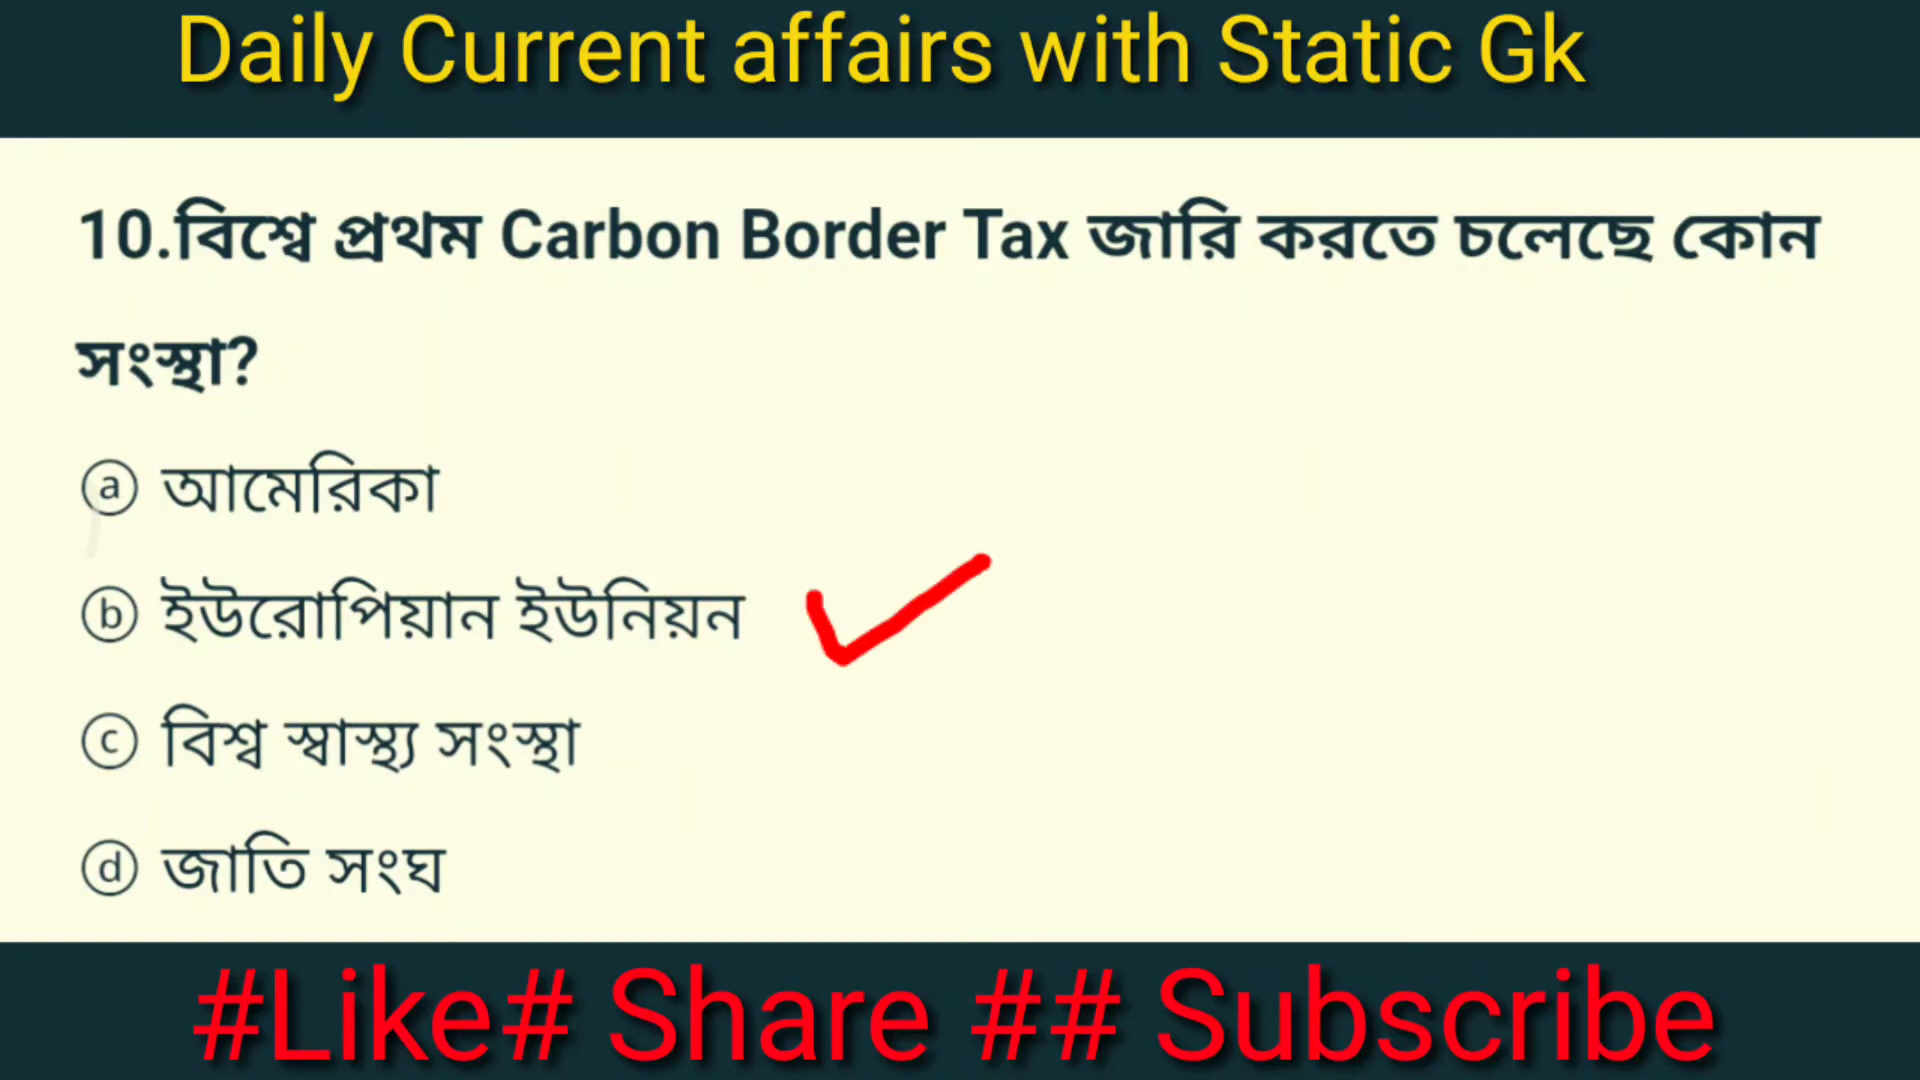 Daily Current affairs with Static Gk
10.বিশ্বে প্রথম Carbon Border Tax জারি করতে চলেছে কোন
সংস্থা?
ⓐ আমেরিকা
ⓑ ইউরোপিয়ান ইউনিয়ন
ⓒ বিশ্ব স্বাস্থ্য সংস্থা
ⓓ জাতি সংঘ
#Like# Share ## Subscribe